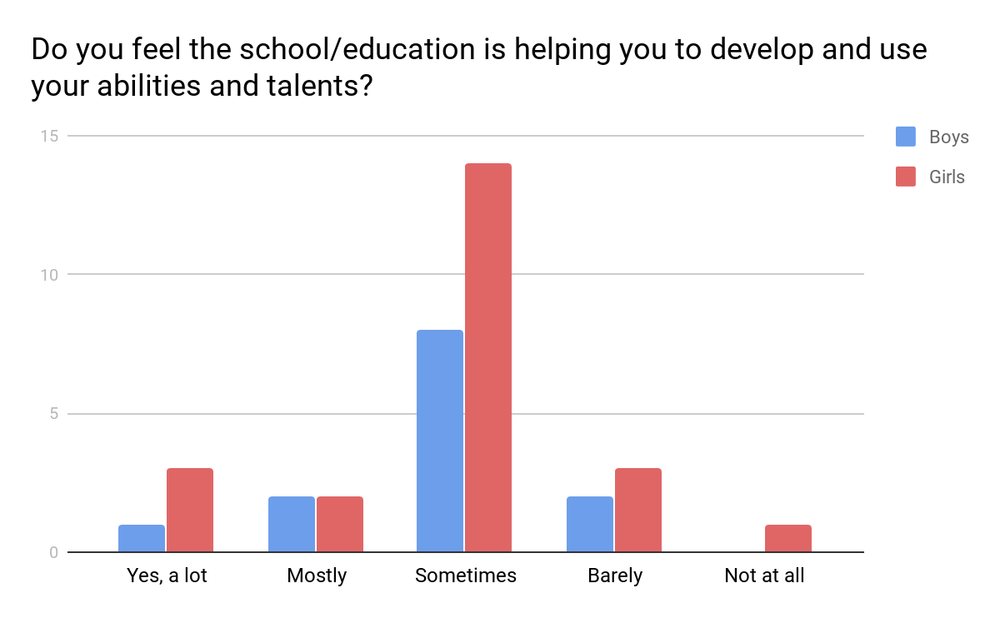 Do you feel the school/education is helping you to develop and use
your abilities and talents?
15
10
5
0
Boys
Girls
Yes, a lot
Mostly
Sometimes
Barely
Not at all